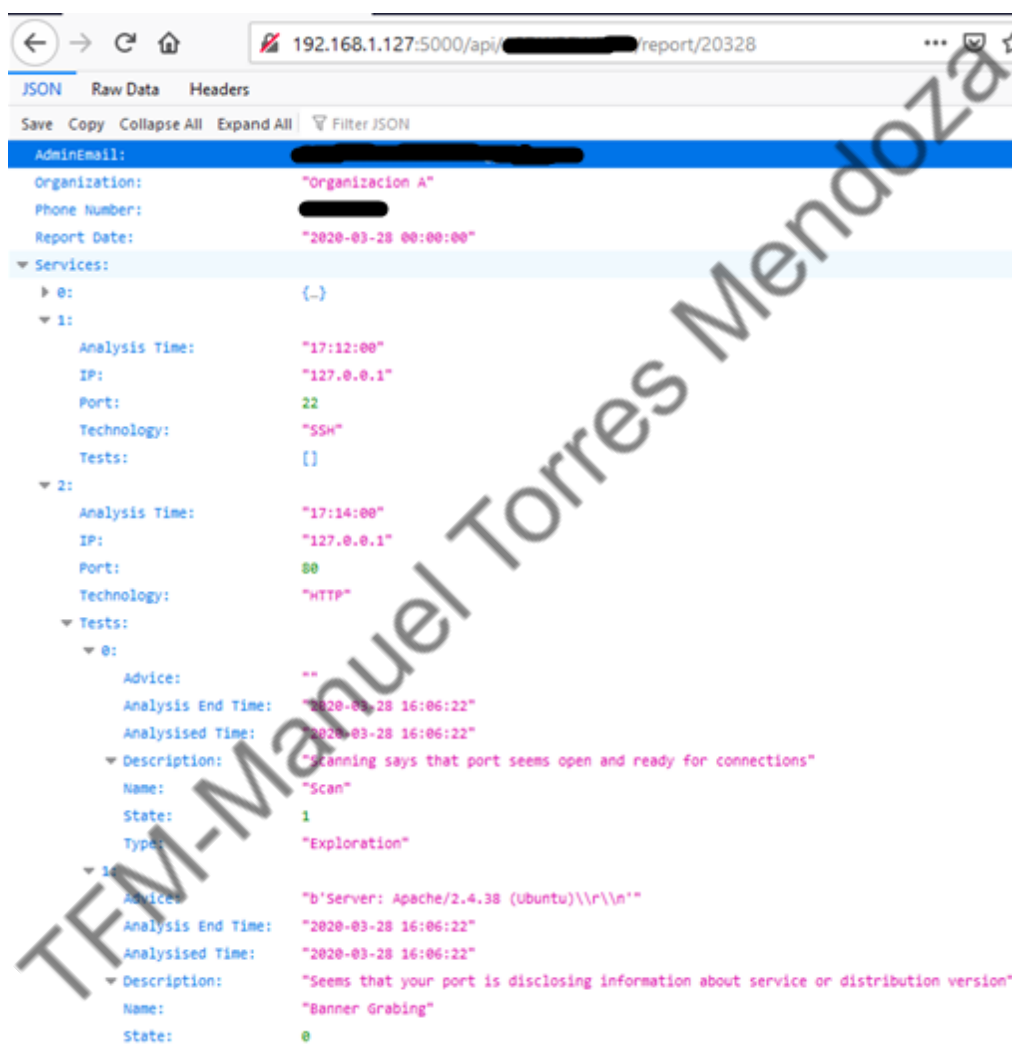 192.168.1.127:5000/api/ /report/20328
JSON Raw Data Headers
Save Copy Collapse All Expand All Filter JSON
AdminEmail:
Organization: "Organizacion A"
Phone Number:
Report Date: "2020-03-28 00:00:00"
Services:
0: {…}
1:
Analysis Time: "17:12:00"
IP: "127.0.0.1"
Port: 22
Technology: "SSH"
Tests: []
2:
Analysis Time: "17:14:00"
IP: "127.0.0.1"
Port: 80
Technology: "HTTP"
Tests:
0:
Advice: ""
Analysis End Time: "2020-03-28 16:06:22"
Analysised Time: "2020-03-28 16:06:22"
Description: "Scanning says that port seems open and ready for connections"
Name: "Scan"
State: 1
Type: "Exploration"
1:
Advice: "b'Server: Apache/2.4.38 (Ubuntu)\\r\\n'"
Analysis End Time: "2020-03-28 16:06:22"
Analysised Time: "2020-03-28 16:06:22"
Description: "Seems that your port is disclosing information about service or distribution version"
Name: "Banner Grabing"
State: 0
TFM-Manuel Torres Mendoza